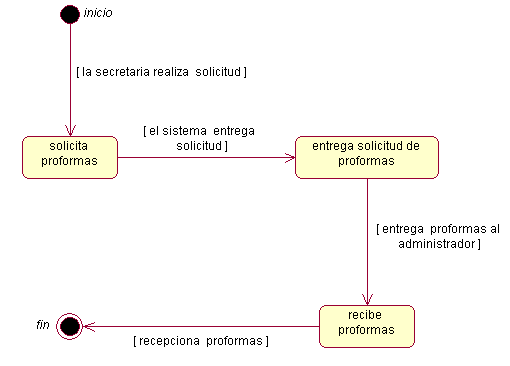 inicio
[ la secretaria realiza solicitud ]
solicita
proformas
[ el sistema entrega
solicitud ]
entrega solicitud de
proformas
[ entrega proformas al
administrador ]
recibe
proformas
[ recepciona proformas ]
fin